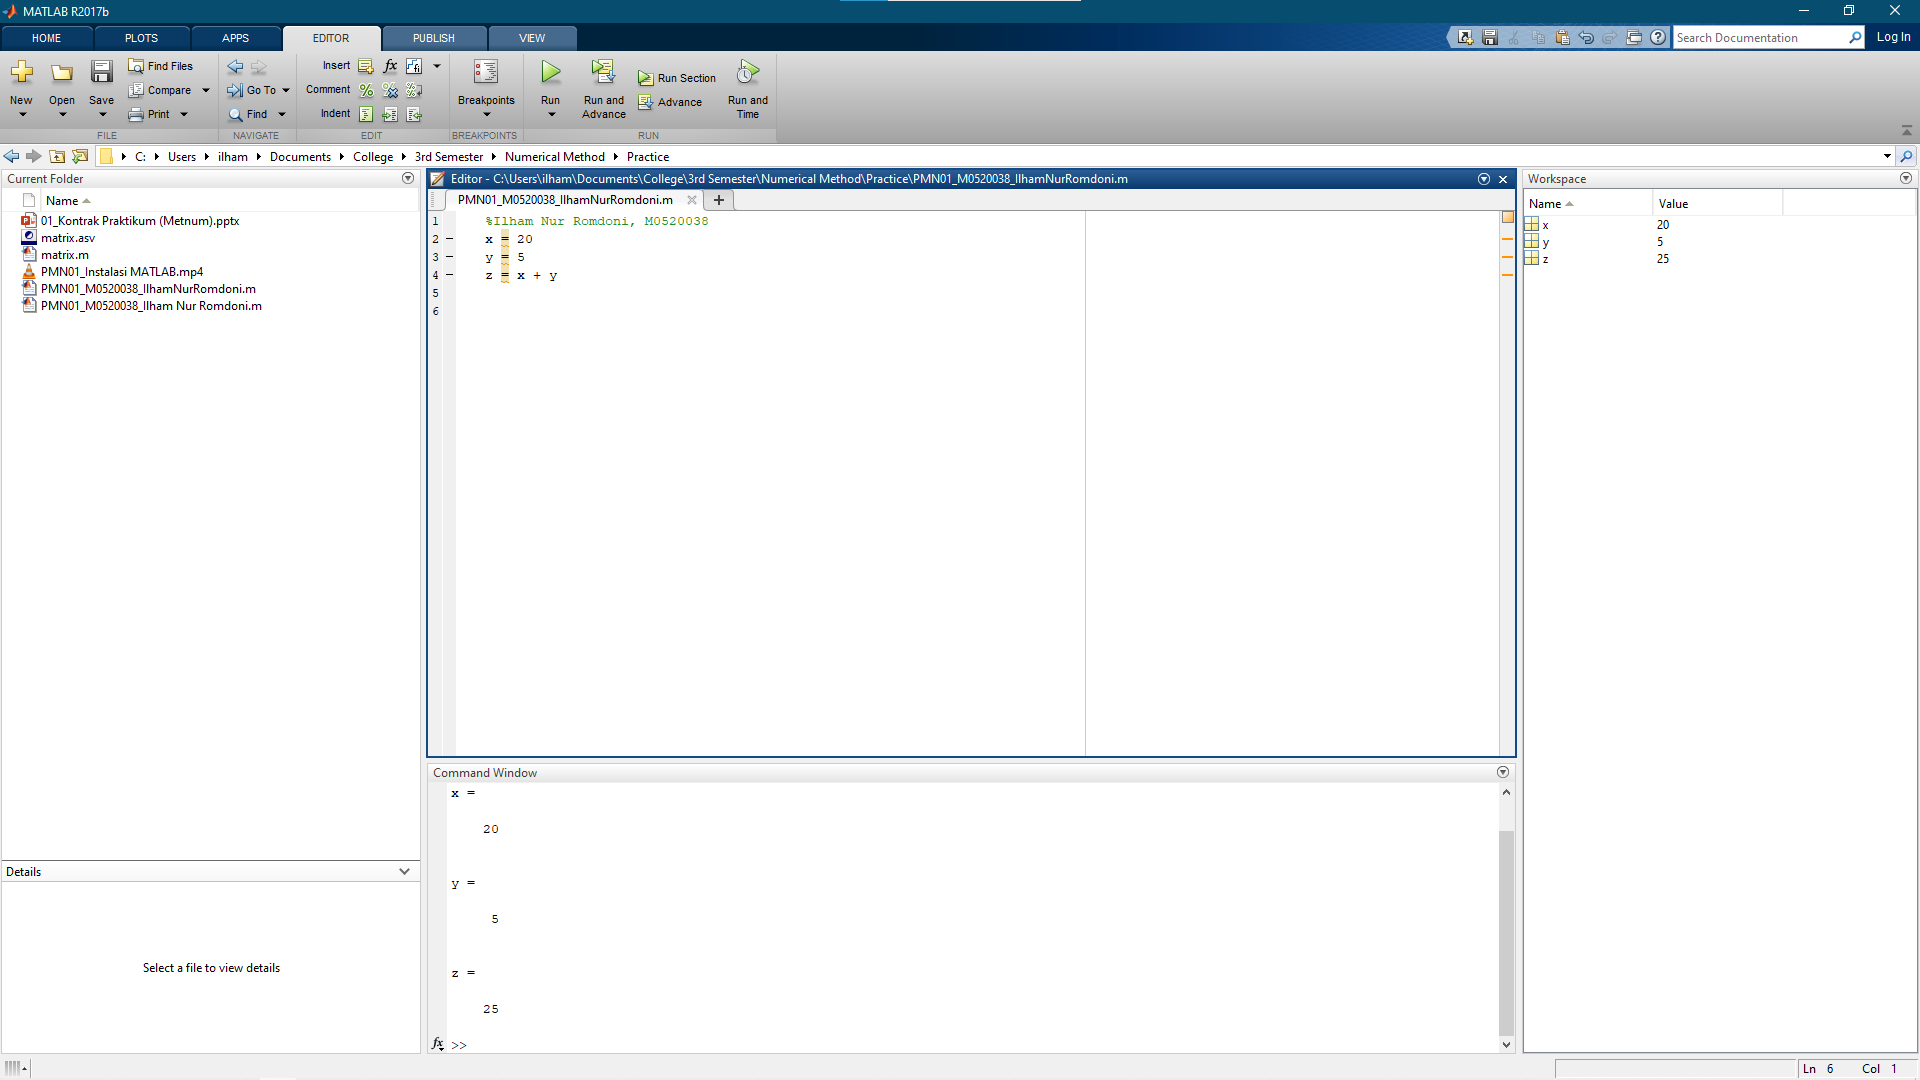 MATLAB R2017b
HOME PLOTS APPS EDITOR PUBLISH VIEW
Search Documentation
Log In
New
Open
Save
Find Files
Compare
Print
FILE
Go To
Find
NAVIGATE
Insert
fx
Comment
Indent
EDIT
Breakpoints
BREAKPOINTS
Run
Run and
Advance
Run Section
Advance
Run and
Time
RUN
C: Users ilham Documents College 3rd Semester Numerical Method Practice
Current Folder
Name
01_Kontrak Praktikum (Metnum).pptx
matrix.asv
matrix.m
PMN01_Instalasi MATLAB.mp4
PMN01_M0520038_IlhamNurRomdoni.m
PMN01_M0520038_Ilham Nur Romdoni.m
Details
Select a file to view details
Editor - C:\Users\ilham\Documents\College\3rd Semester\Numerical Method\Practice\PMN01_M0520038_IlhamNurRomdoni.m
PMN01_M0520038_IlhamNurRomdoni.m
1 %Ilham Nur Romdoni, M0520038
2 – x = 20
3 – y = 5
4 – z = x + y
5
6
Command Window
x =
20
y =
5
z =
25
fx >>
Workspace
Name Value
x 20
y 5
z 25
Ln 6 Col 1